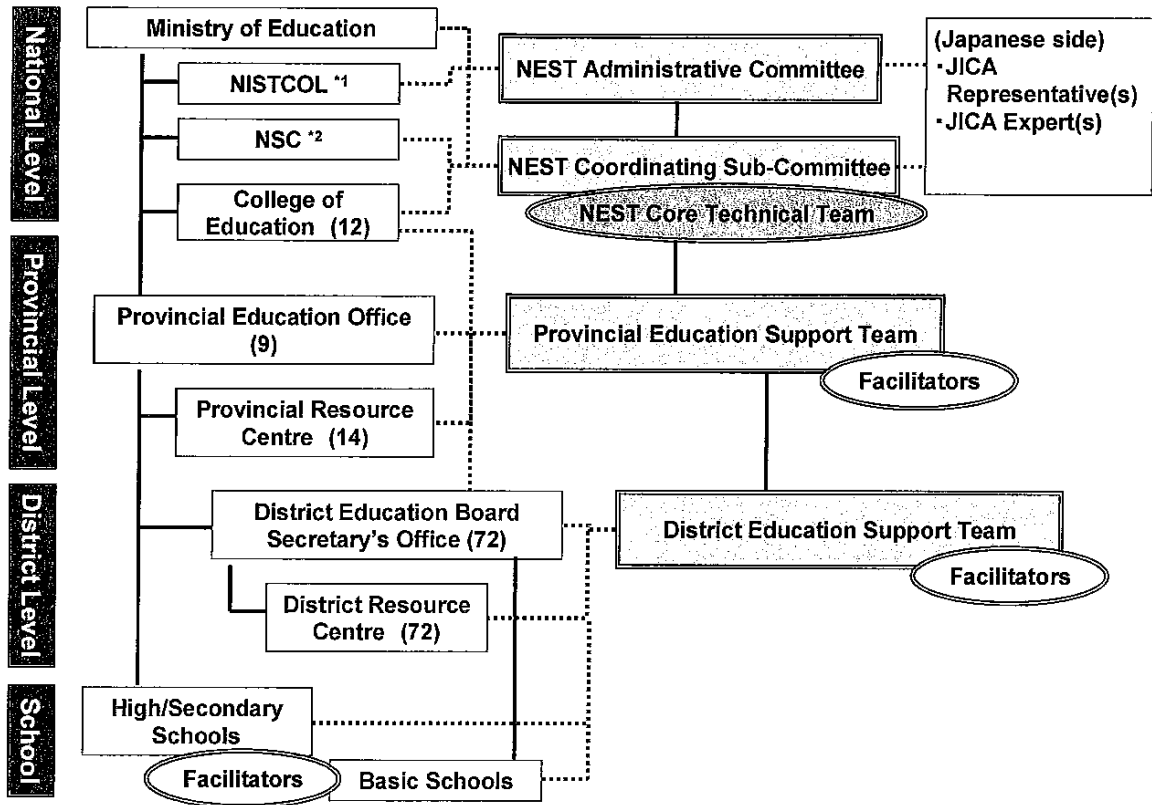 National Level
Ministry of Education
NISTCOL *1
NSC *2
College of
Education (12)
NEST Administrative Committee
NEST Coordinating Sub-Committee
NEST Core Technical Team
(Japanese side)
・JICA
Representative(s)
・JICA Expert(s)
Provincial Level
Provincial Education Office
(9)
Provincial Resource
Centre (14)
Provincial Education Support Team
Facilitators
District Level
District Education Board
Secretary's Office (72)
District Resource
Centre (72)
District Education Support Team
Facilitators
School
High/Secondary
Schools
Facilitators
Basic Schools